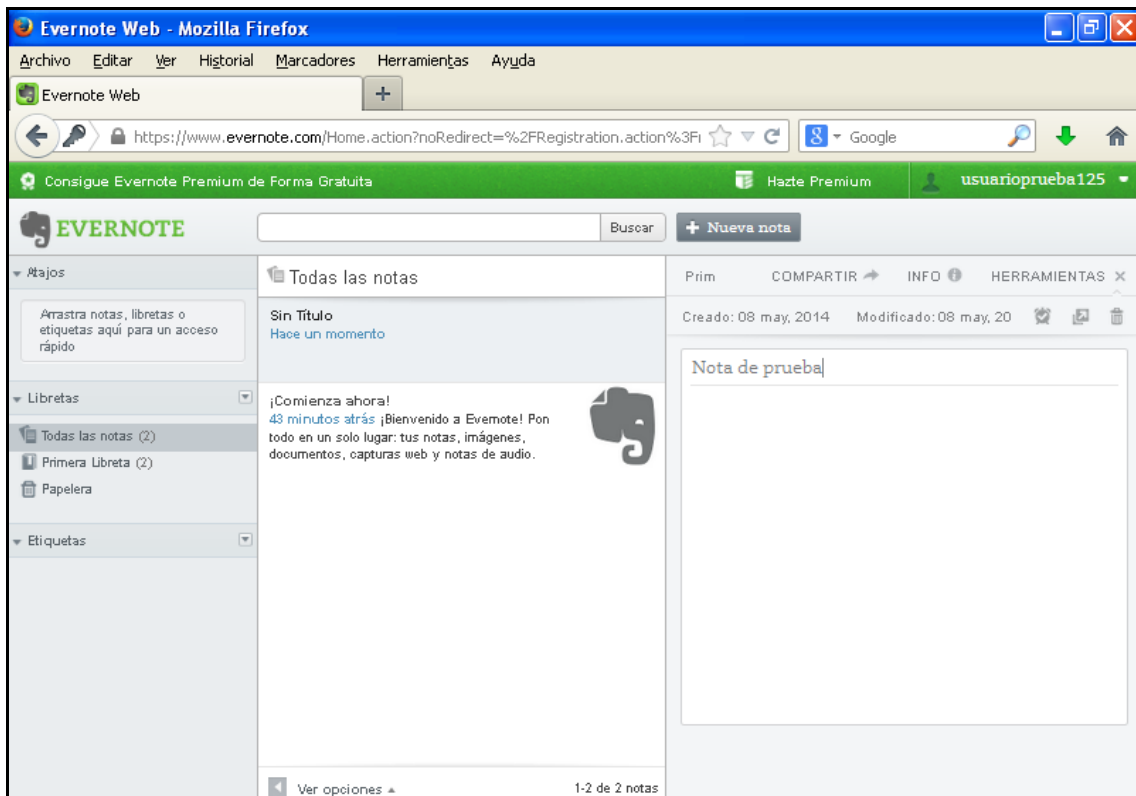 Evernote Web - Mozilla Firefox
Archivo Editar Ver Historial Marcadores Herramientas Ayuda
Evernote Web
https://www.evernote.com/Home.action?noRedirect=%2FRegistration.action%3Fi
Google
Consigue Evernote Premium de Forma Gratuita
Hazte Premium
usuarioprueba125
EVERNOTE
Buscar
+ Nueva nota
Atajos
Arrastra notas, libretas o
etiquetas aquí para un acceso
rápido
Libretas
Todas las notas (2)
Primera Libreta (2)
Papelera
Etiquetas
Todas las notas
Sin Título
Hace un momento
¡Comienza ahora!
43 minutos atrás ¡Bienvenido a Evernote! Pon
todo en un solo lugar: tus notas, imágenes,
documentos, capturas web y notas de audio.
Ver opciones
1-2 de 2 notas
Prim COMPARTIR INFO HERRAMIENTAS
Creado: 08 may, 2014 Modificado: 08 may, 20
Nota de prueba